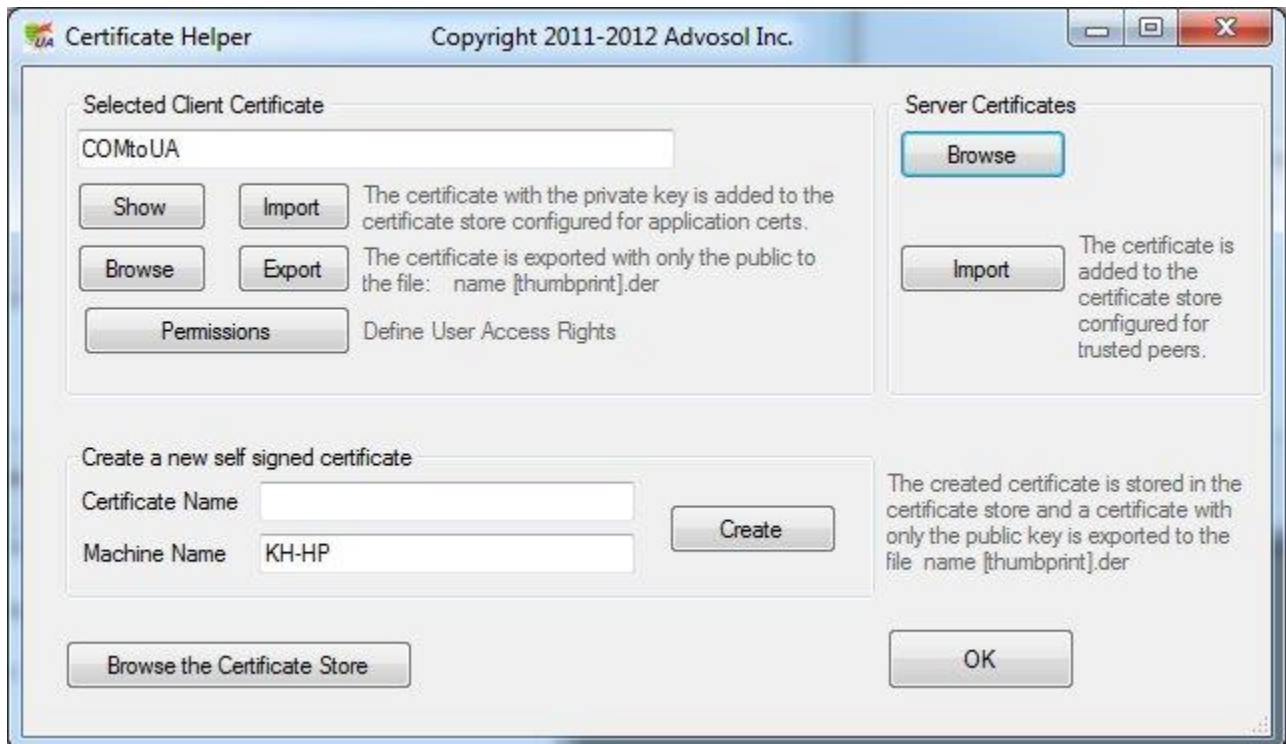 UA Certificate Helper Copyright 2011-2012 Advosol Inc.
Selected Client Certificate
COMtoUA
Show Import The certificate with the private key is added to the
certificate store configured for application certs.
Browse Export The certificate is exported with only the public to
the file: name [thumbprint].der
Permissions Define User Access Rights
Server Certificates
Browse
Import The certificate is
added to the
certificate store
configured for
trusted peers.
Create a new self signed certificate
Certificate Name
Machine Name KH-HP
Create
The created certificate is stored in the
certificate store and a certificate with
only the public key is exported to the
file name [thumbprint].der
Browse the Certificate Store
OK